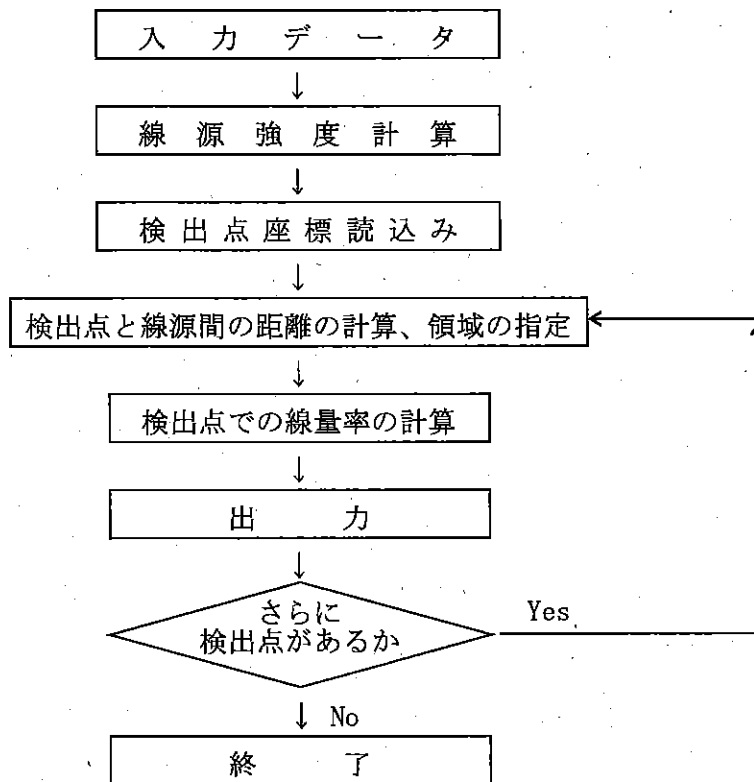 入力データ
線源強度計算
検出点座標読込み
検出点と線源間の距離の計算、領域の指定
検出点での線量率の計算
出力
さらに
検出点があるか
Yes
No
終了